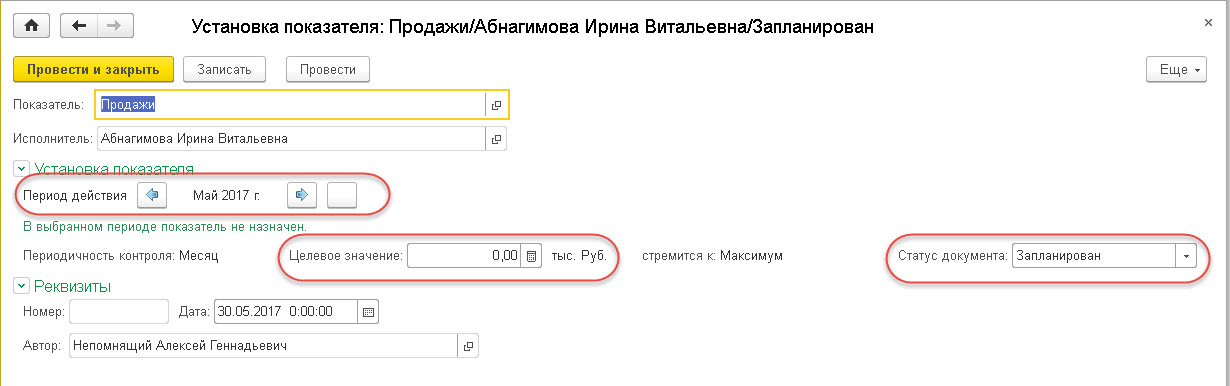 Установка показателя: Продажи/Абнагимова Ирина Витальевна/Запланирован
Провести и закрыть Записать Провести Еще
Показатель: Продажи
Исполнитель: Абнагимова Ирина Витальевна
Установка показателя
Период действия Май 2017 г.
В выбранном периоде показатель не назначен.
Периодичность контроля: Месяц Целевое значение: 0,00 тыс. Руб. стремится к: Максимум Статус документа: Запланирован
Реквизиты
Номер: Дата: 30.05.2017 0:00:00
Автор: Непомнящий Алексей Геннадьевич